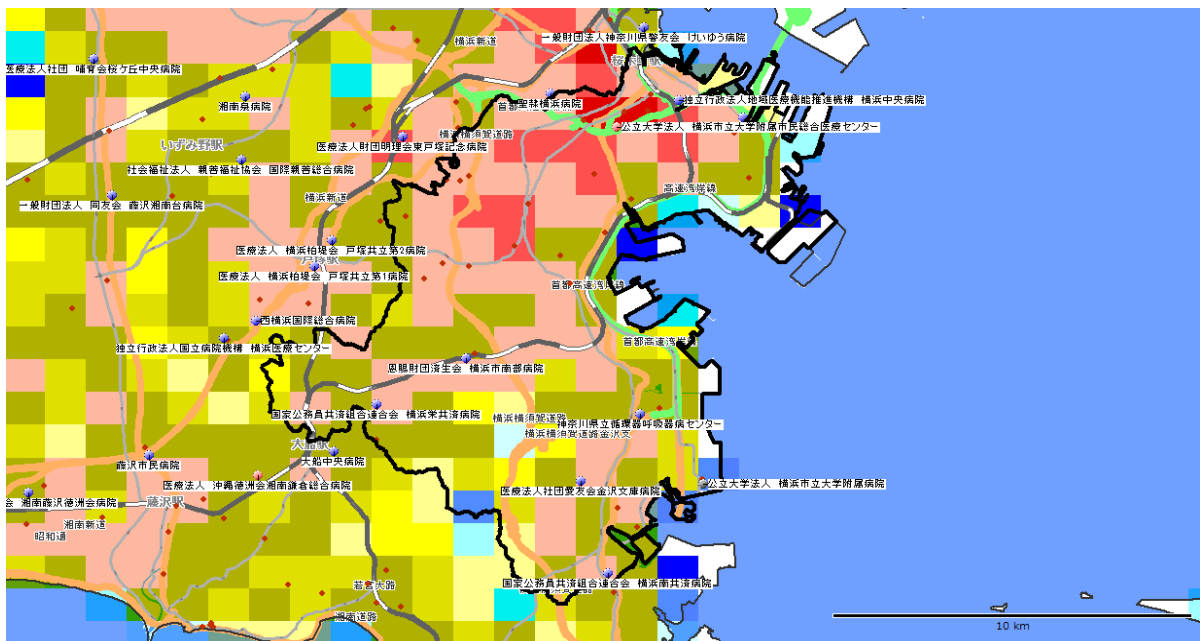 横浜新道
一般財団法人神奈川県警友会 けいゆう病院
桜木町駅
医療法人社団 哺育会桜ケ丘中央病院
湘南泉病院
聖隷横浜病院
独立行政法人地域医療機能推進機構 横浜中央病院
公立大学法人 横浜市立大学附属市民総合医療センター
横浜横須賀道路
いずみ野駅
医療法人財団明理会東戸塚記念病院
社会福祉法人 親善福祉協会 国際親善総合病院
横浜新道
高速湾岸線
一般財団法人 同友会 藤沢湘南台病院
医療法人 横浜柏堤会 戸塚共立第2病院
戸塚駅
医療法人 横浜柏堤会 戸塚共立第1病院
首都高速湾岸線
西横浜国際総合病院
独立行政法人国立病院機構 横浜医療センター
首都高速湾岸線
恩賜財団済生会 横浜市南部病院
国家公務員共済組合連合会 横浜栄共済病院
横浜横須賀道路
神奈川県立循環器呼吸器病センター
横浜横須賀道路金沢支
大船駅
大船中央病院
藤沢市民病院
医療法人 沖縄徳洲会湘南鎌倉総合病院
医療法人社団愛友会金沢文庫病院
公立大学法人 横浜市立大学附属病院
会 湘南藤沢徳洲会病院
藤沢駅
湘南新道
昭和通
国家公務員共済組合連合会 横浜南共済病院
若宮大路
湘南道路
10 km